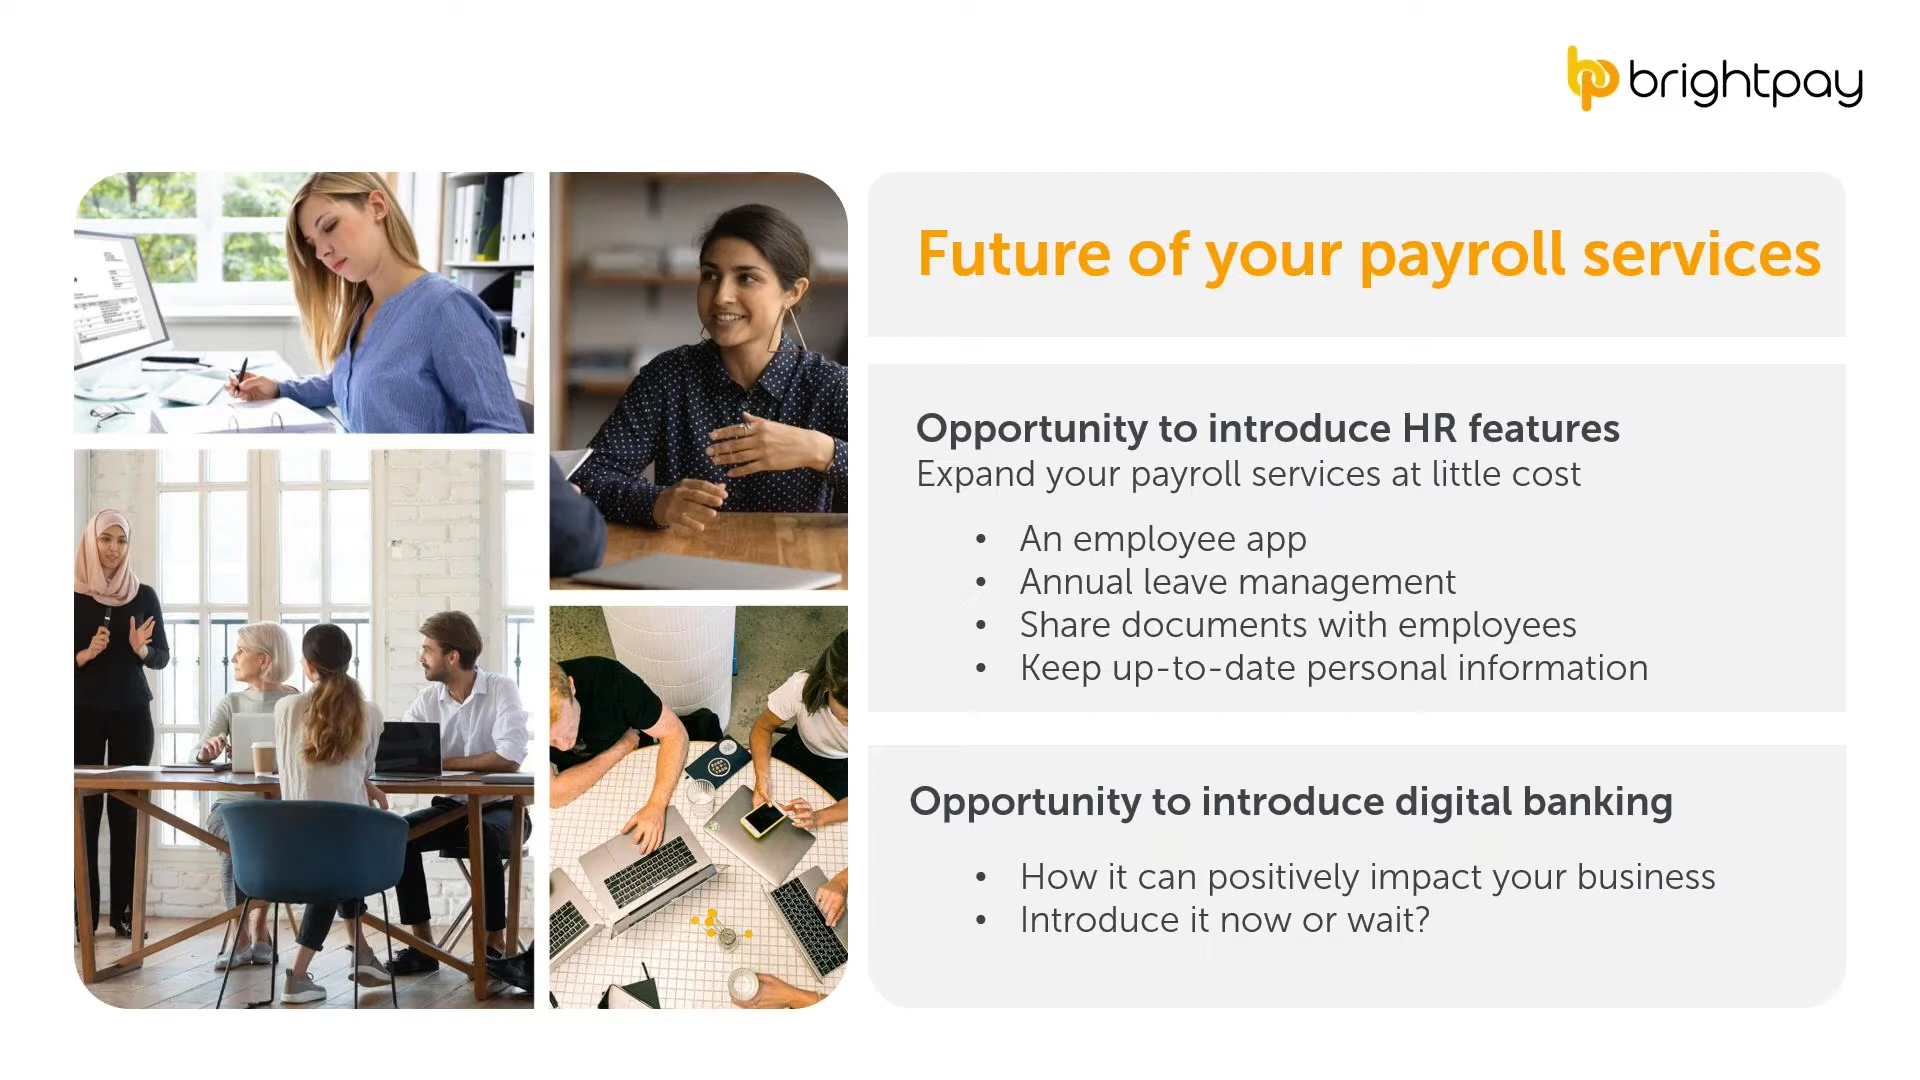 brightpay
Future of your payroll services
Opportunity to introduce HR features
Expand your payroll services at little cost
• An employee app
• Annual leave management
• Share documents with employees
• Keep up-to-date personal information
Opportunity to introduce digital banking
• How it can positively impact your business
• Introduce it now or wait?